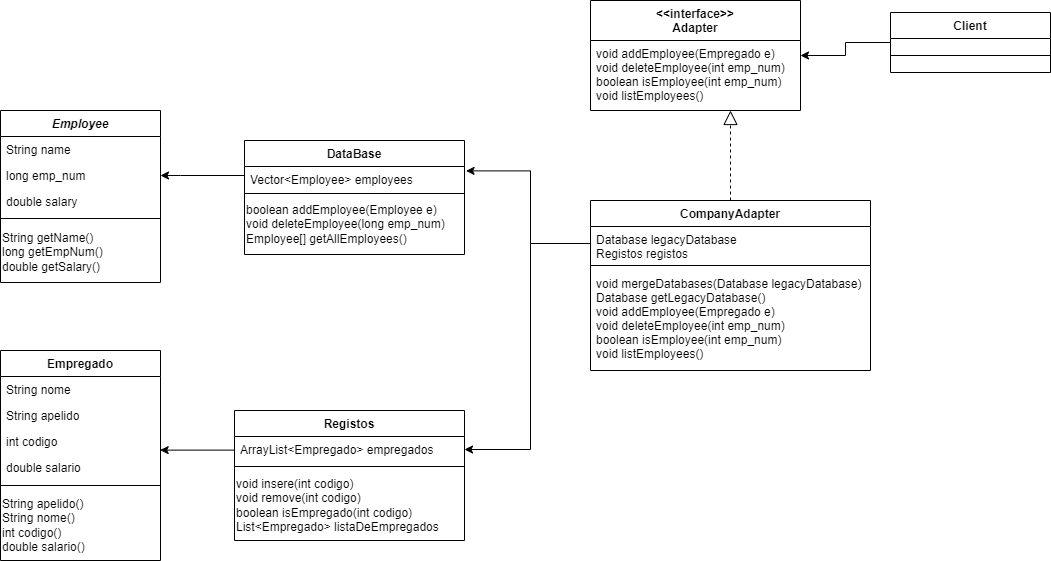 <<interface>>
Adapter
void addEmployee(Empregado e)
void deleteEmployee(int emp_num)
boolean isEmployee(int emp_num)
void listEmployees()
Client
Employee
String name
long emp_num
double salary
String getName()
long getEmpNum()
double getSalary()
DataBase
Vector<Employee> employees
boolean addEmployee(Employee e)
void deleteEmployee(long emp_num)
Employee[] getAllEmployees()
CompanyAdapter
Database legacyDatabase
Registos registos
void mergeDatabases(Database legacyDatabase)
Database getLegacyDatabase()
void addEmployee(Empregado e)
void deleteEmployee(int emp_num)
boolean isEmployee(int emp_num)
void listEmployees()
Empregado
String nome
String apelido
int codigo
double salario
String apelido()
String nome()
int codigo()
double salario()
Registos
ArrayList<Empregado> empregados
void insere(int codigo)
void remove(int codigo)
boolean isEmpregado(int codigo)
List<Empregado> listaDeEmpregados